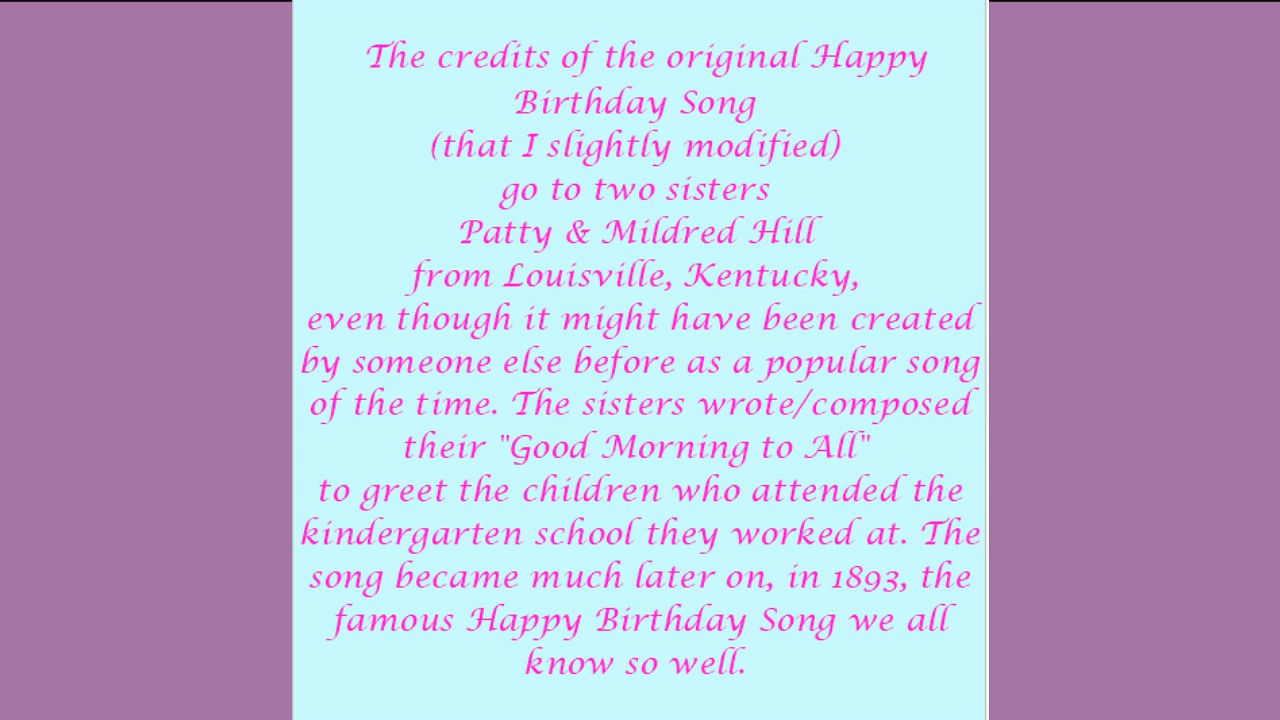 The credits of the original Happy
Birthday Song
(that I slightly modified)
go to two sisters
Patty & Mildred Hill
from Louisville, Kentucky,
even though it might have been created
by someone else before as a popular song
of the time. The sisters wrote/composed
their "Good Morning to All"
to greet the children who attended the
kindergarten school they worked at. The
song became much later on, in 1893, the
famous Happy Birthday Song we all
know so well.